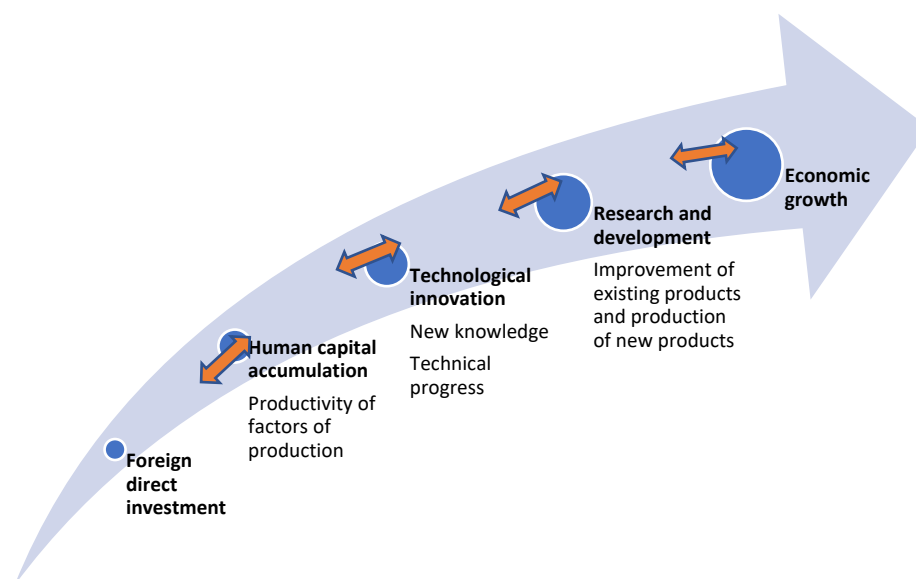 Foreign
direct
investment
Human capital
accumulation
Productivity of
factors of
production
Technological
innovation
New knowledge
Technical
progress
Research and
development
Improvement of
existing products
and production
of new products
Economic
growth